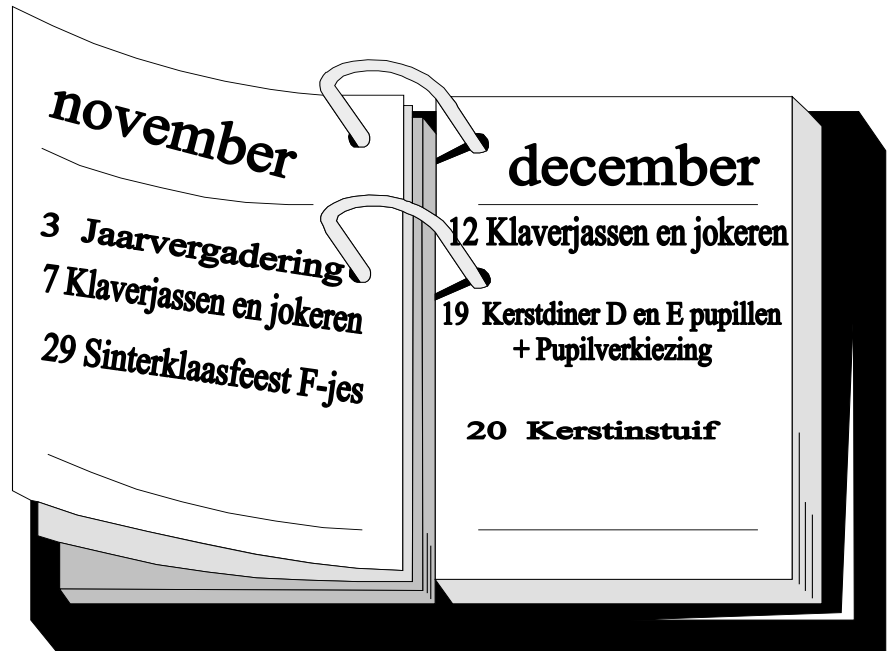 november
3 Jaarvergadering
7 Klaverjassen en jokeren
29 Sinterklaasfeest F-jes
december
12 Klaverjassen en jokeren
19 Kerstdiner D en E pupillen
+ Pupilverkiezing
20 Kerstinstuif